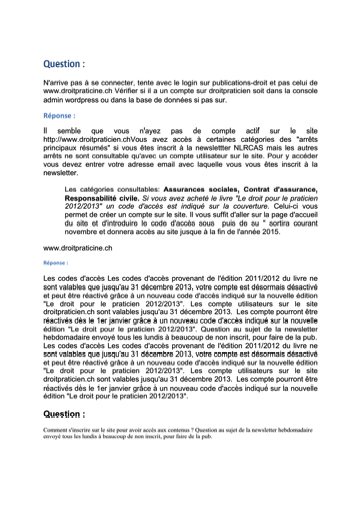 Question :
N'arrive pas à se connecter, tente avec le login sur publications-droit et pas celui de
www.droitpraticine.ch Vérifier si il a un compte sur droitpraticien soit dans la console
admin wordpress ou dans la base de données si pas sur.
Réponse :
Il semble que vous n'ayez pas de compte actif sur le site
http://www.droitpraticien.chVous avez accès à certaines catégories des "arrêts
principaux résumés" si vous êtes inscrit à la newslettter NLRCAS mais les autres
arrêts ne sont consultable qu'avec un compte utilisateur sur le site. Pour y accéder
vous devez entrer votre adresse email avec laquelle vous vous êtes inscrit à la
newsletter.
Les catégories consultables: Assurances sociales, Contrat d'assurance,
Responsabilité civile. Si vous avez acheté le livre "Le droit pour le praticien
2012/2013" un code d'accès est indiqué sur la couverture. Celui-ci vous
permet de créer un compte sur le site. Il vous suffit d'aller sur la page d'accueil
du site et d'introduire le code d'accès sous puis de su " sortira courant
novembre et donnera accès au site jusque à la fin de l'année 2015.
www.droitpraticine.ch
Réponse :
Les codes d'accès Les codes d'accès provenant de l'édition 2011/2012 du livre ne
sont valables que jusqu'au 31 décembre 2013, votre compte est désormais désactivé
et peut être réactivé grâce à un nouveau code d'accès indiqué sur la nouvelle édition
"Le droit pour le praticien 2012/2013". Les compte utilisateurs sur le site
droitpraticien.ch sont valables jusqu'au 31 décembre 2013. Les compte pourront être
réactivés dès le 1er janvier grâce à un nouveau code d'accès indiqué sur la nouvelle
édition "Le droit pour le praticien 2012/2013". Question au sujet de la newsletter
hebdomadaire envoyé tous les lundis à beaucoup de non inscrit, pour faire de la pub.
Les codes d'accès Les codes d'accès provenant de l'édition 2011/2012 du livre ne
sont valables que jusqu'au 31 décembre 2013, votre compte est désormais désactivé
et peut être réactivé grâce à un nouveau code d'accès indiqué sur la nouvelle édition
"Le droit pour le praticien 2012/2013". Les compte utilisateurs sur le site
droitpraticien.ch sont valables jusqu'au 31 décembre 2013. Les compte pourront être
réactivés dès le 1er janvier grâce à un nouveau code d'accès indiqué sur la nouvelle
édition "Le droit pour le praticien 2012/2013".
Question :
Comment s'inscrire sur le site pour avoir accès aux contenus ? Question au sujet de la newsletter hebdomadaire
envoyé tous les lundis à beaucoup de non inscrit, pour faire de la pub.